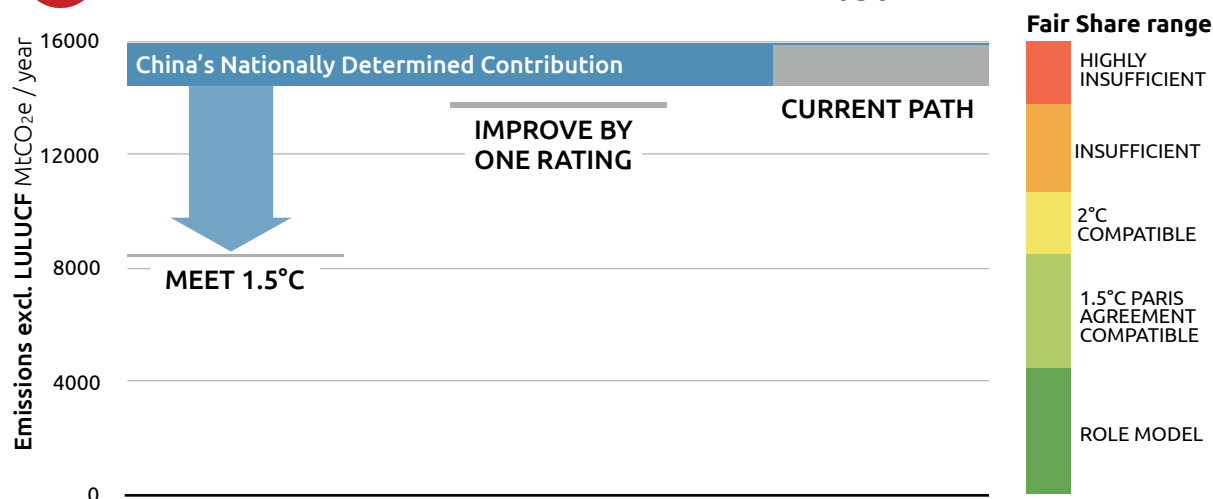 Fair Share range
Emissions excl. LULUCF MtCO₂e / year
16000
12000
8000
4000
0
China's Nationally Determined Contribution
CURRENT PATH
IMPROVE BY
ONE RATING
MEET 1.5°C
HIGHLY
INSUFFICIENT
INSUFFICIENT
2°C
COMPATIBLE
1.5°C PARIS
AGREEMENT
COMPATIBLE
ROLE MODEL